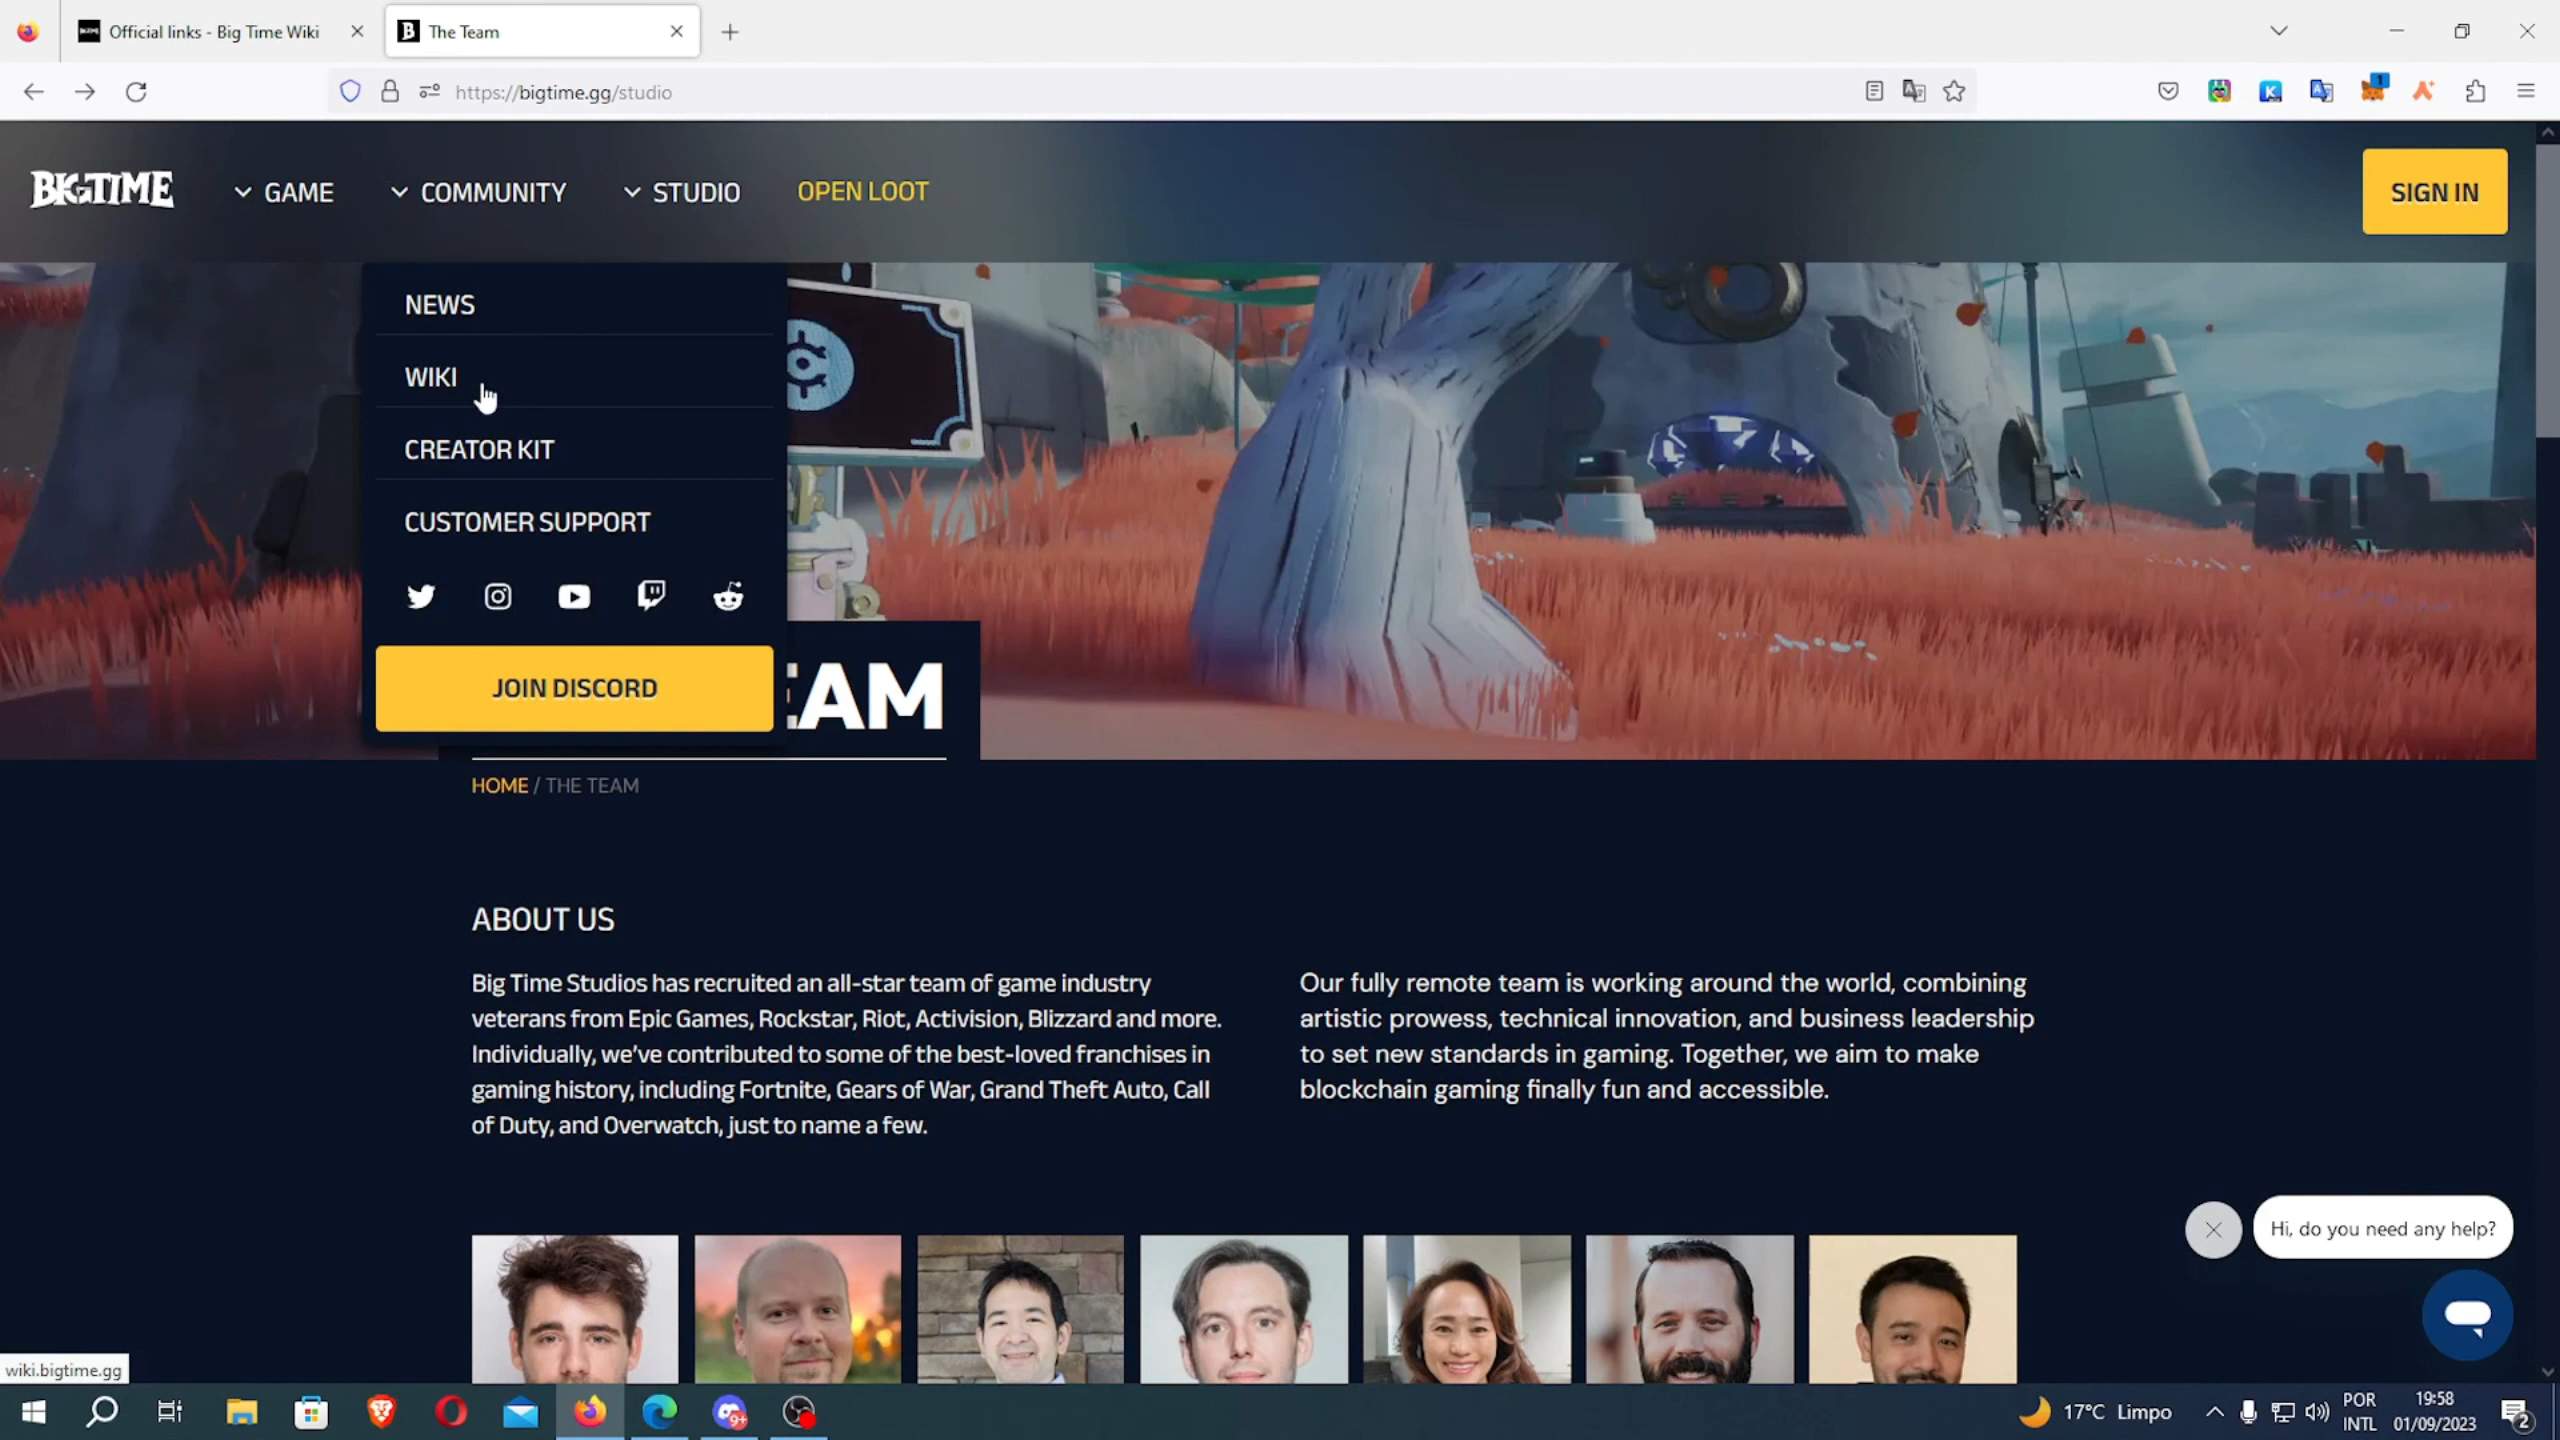 Official links - Big Time Wiki
The Team
https://bigtime.gg/studio
BIGTIME
GAME
COMMUNITY
STUDIO
OPEN LOOT
SIGN IN
NEWS
WIKI
CREATOR KIT
CUSTOMER SUPPORT
JOIN DISCORD
EAM
HOME / THE TEAM
ABOUT US
Big Time Studios has recruited an all-star team of game industry
veterans from Epic Games, Rockstar, Riot, Activision, Blizzard and more.
Individually, we've contributed to some of the best-loved franchises in
gaming history, including Fortnite, Gears of War, Grand Theft Auto, Call
of Duty, and Overwatch, just to name a few.
Our fully remote team is working around the world, combining
artistic prowess, technical innovation, and business leadership
to set new standards in gaming. Together, we aim to make
blockchain gaming finally fun and accessible.
Hi, do you need any help?
wiki.bigtime.gg
9+
17°C Limpo
POR
INTL
19:58
01/09/2023
2